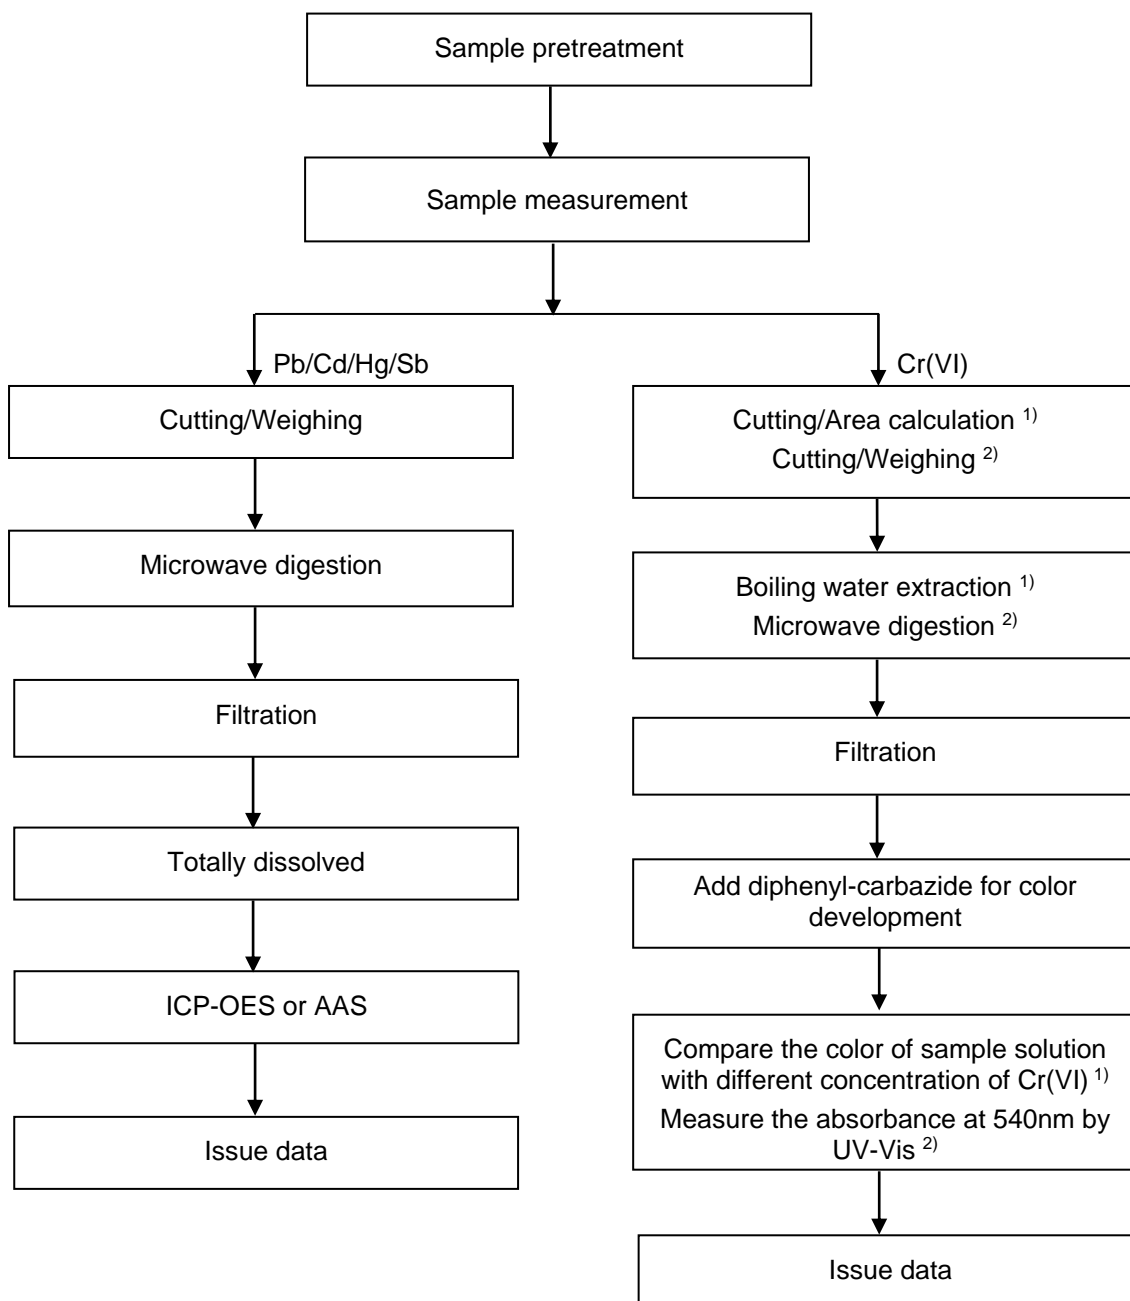 Sample pretreatment
Sample measurement
Pb/Cd/Hg/Sb
Cutting/Weighing
Microwave digestion
Filtration
Totally dissolved
ICP-OES or AAS
Issue data
Cr(VI)
Cutting/Area calculation 1)
Cutting/Weighing 2)
Boiling water extraction 1)
Microwave digestion 2)
Filtration
Add diphenyl-carbazide for color
development
Compare the color of sample solution
with different concentration of Cr(VI) 1)
Measure the absorbance at 540nm by
UV-Vis 2)
Issue data